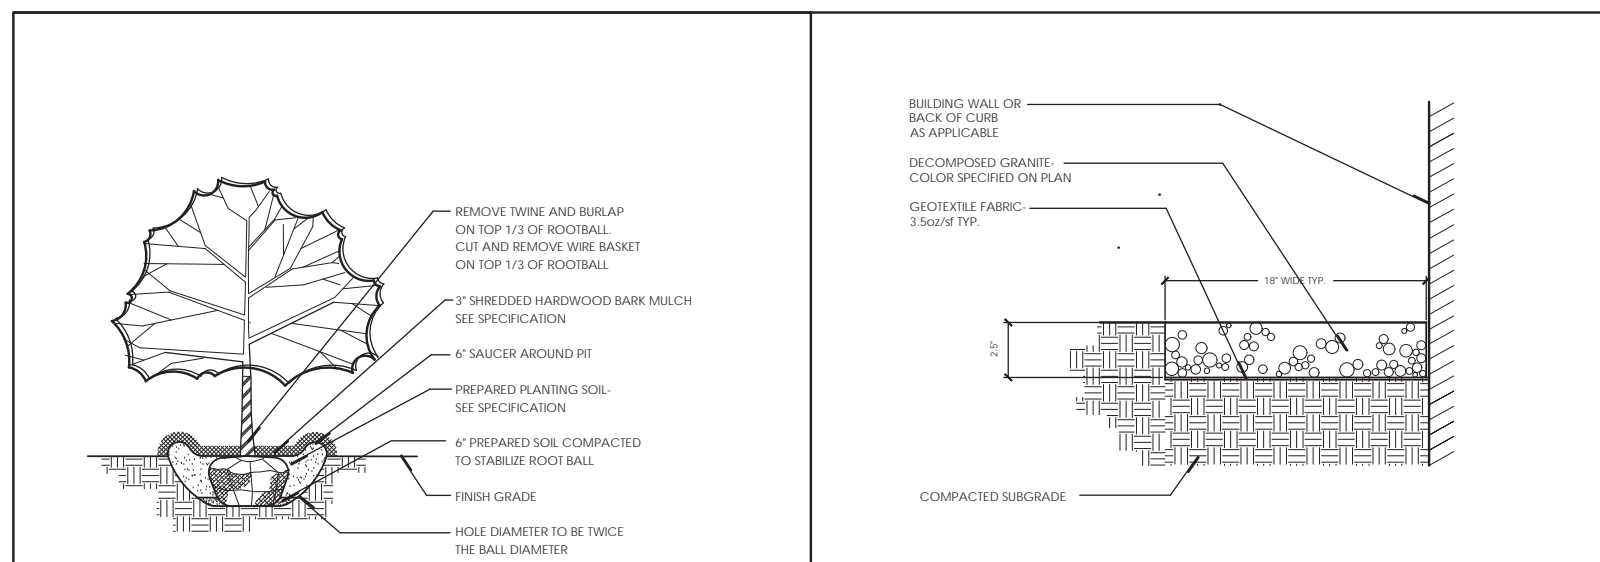 REMOVE TWINE AND BURLAP
ON TOP 1/3 OF ROOTBALL.
CUT AND REMOVE WIRE BASKET
ON TOP 1/3 OF ROOTBALL
3" SHREDDED HARDWOOD BARK MULCH
SEE SPECIFICATION
6" SAUCER AROUND PIT
PREPARED PLANTING SOIL-
SEE SPECIFICATION
6" PREPARED SOIL COMPACTED
TO STABILIZE ROOT BALL
FINISH GRADE
HOLE DIAMETER TO BE TWICE
THE BALL DIAMETER
BUILDING WALL OR
BACK OF CURB
AS APPLICABLE
DECOMPOSED GRANITE-
COLOR SPECIFIED ON PLAN
GEOTEXTILE FABRIC-
3.5oz/sf TYP.
18" WIDE TYP.
2.5"
COMPACTED SUBGRADE